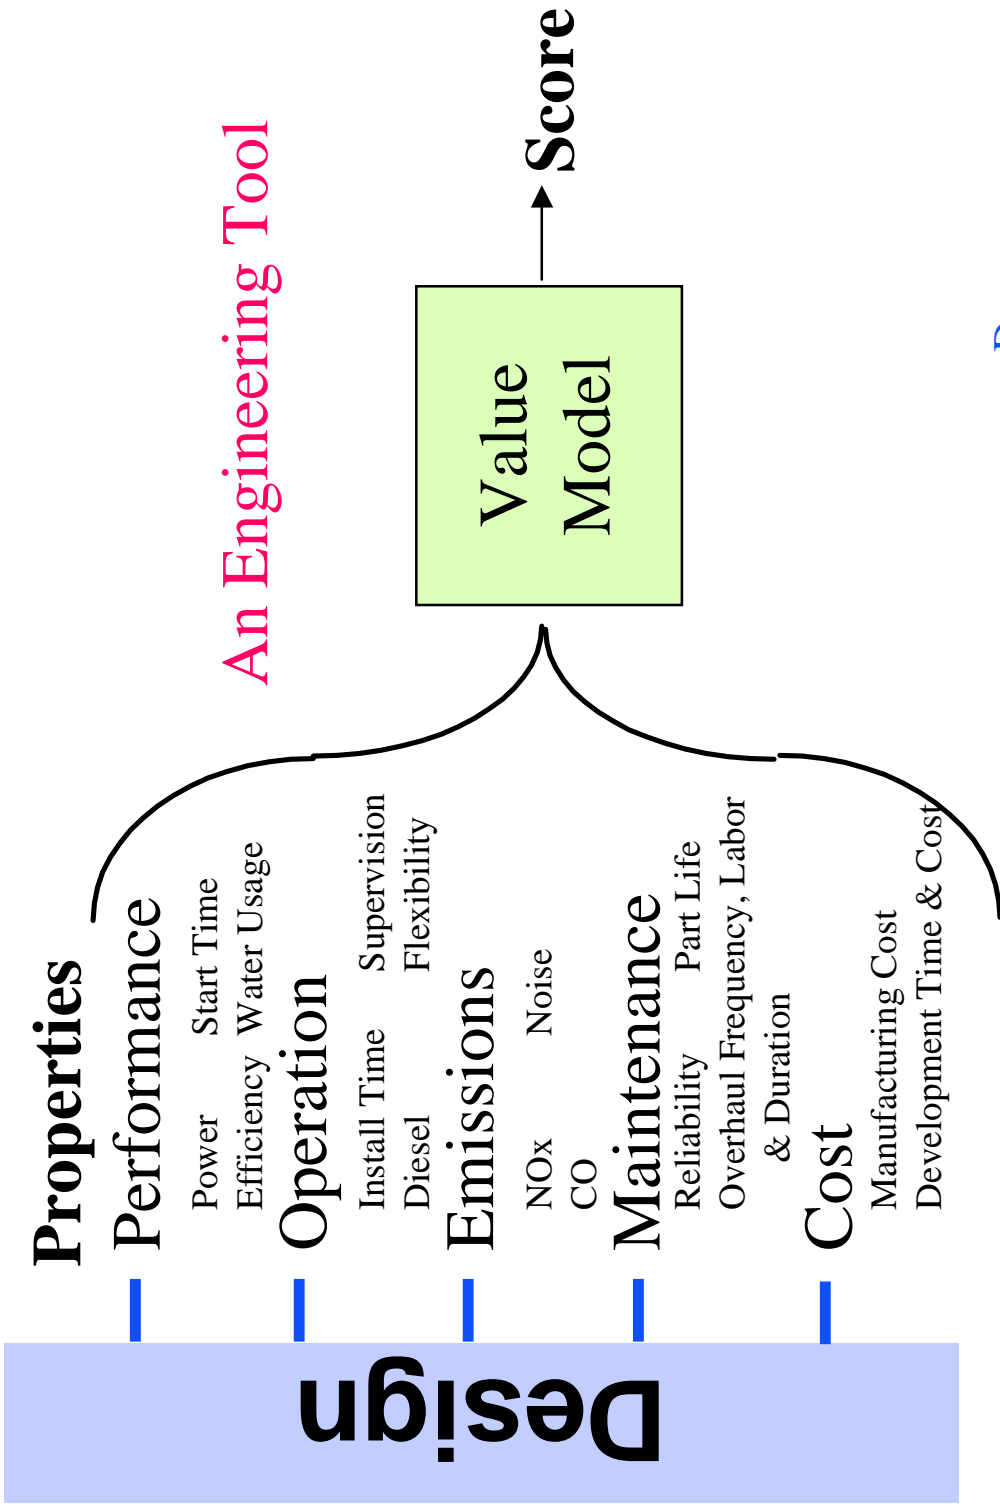 An Engineering Tool
Properties
Performance
Power Start Time
Efficiency Water Usage
Operation
Install Time Supervision
Diesel Flexibility
Emissions
NOx Noise
CO
Maintenance
Reliability Part Life
Overhaul Frequency, Labor
& Duration
Cost
Manufacturing Cost
Development Time & Cost
Design
Value
Model
Score